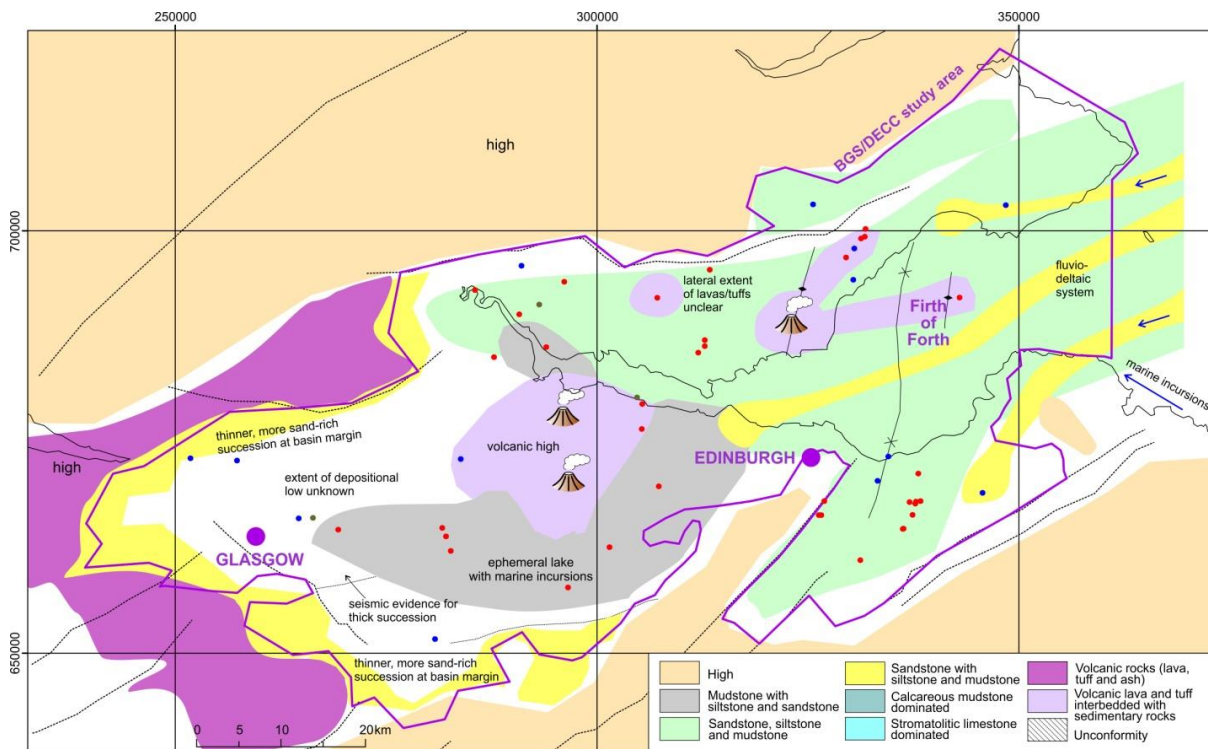 250000
300000
350000
700000
650000
high
BGS/DECC study area
lateral extent
of lavas/tuffs
unclear
fluvio-
deltaic
system
Firth
of
Forth
marine incursions
thinner, more sand-rich
succession at basin margin
high
volcanic high
EDINBURGH
extent of depositional
low unknown
GLASGOW
ephemeral lake
with marine incursions
seismic evidence for
thick succession
thinner, more sand-rich
succession at basin margin
0 5 10 20km
High
Mudstone with
siltstone and sandstone
Sandstone, siltstone
and mudstone
Sandstone with
siltstone and mudstone
Calcareous mudstone
dominated
Stromatolitic limestone
dominated
Volcanic rocks (lava,
tuff and ash)
Volcanic lava and tuff
interbedded with
sedimentary rocks
Unconformity